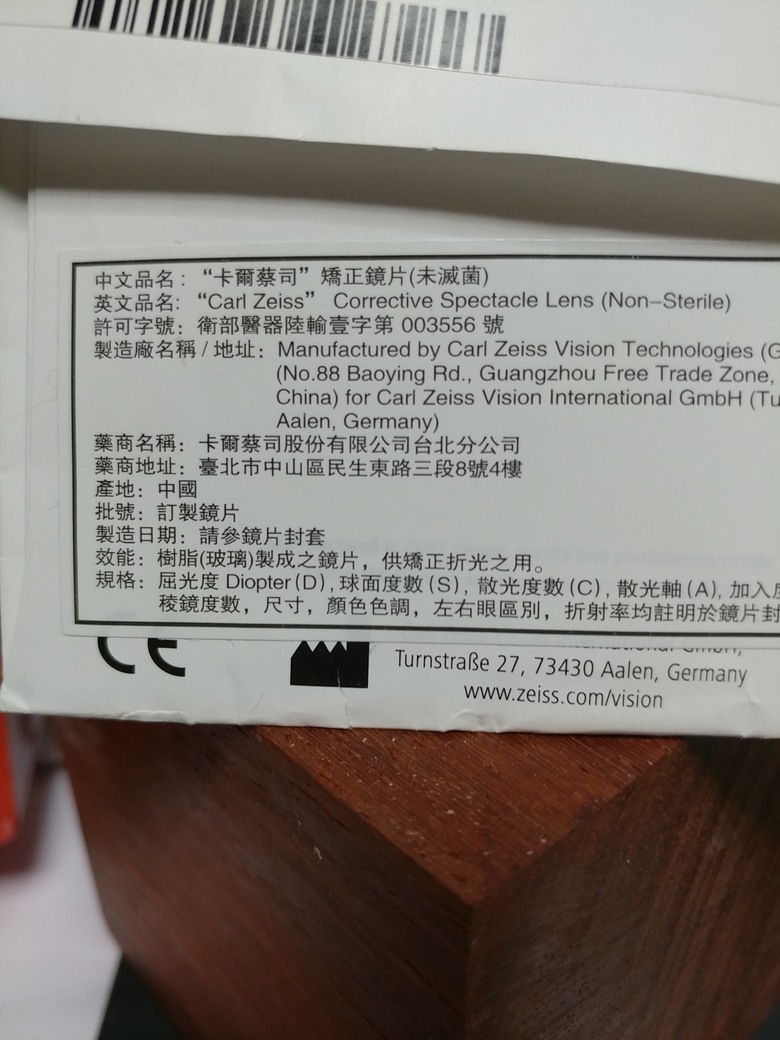 中文品名：“卡爾蔡司”矯正鏡片(未滅菌)
英文品名: “Carl Zeiss” Corrective Spectacle Lens (Non-Sterile)
許可字號：衛部醫器陸輸壹字第 003556 號
製造廠名稱 / 地址：Manufactured by Carl Zeiss Vision Technologies (G
(No.88 Baoying Rd., Guangzhou Free Trade Zone,
China) for Carl Zeiss Vision International GmbH (Tu
Aalen, Germany)
藥商名稱：卡爾蔡司股份有限公司台北分公司
藥商地址：臺北市中山區民生東路三段8號4樓
產地：中國
批號：訂製鏡片
製造日期：請參鏡片封套
效能：樹脂(玻璃)製成之鏡片，供矯正折光之用。
規格：屈光度 Diopter (D) , 球面度數 (S) , 散光度數 (C) , 散光軸 (A), 加入
稜鏡度數，尺寸，顏色色調，左右眼區別，折射率均註明於鏡片封
CE
Turnstraße 27, 73430 Aalen, Germany
www.zeiss.com/vision